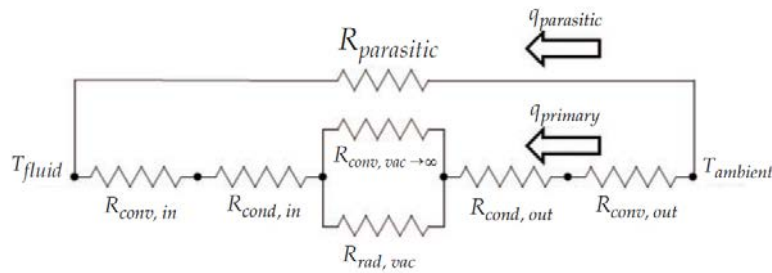 q_parasitic
R_parasitic
q_primary
R_conv, vac →∞
T_fluid
T_ambient
R_conv, in
R_cond, in
R_cond, out
R_conv, out
R_rad, vac